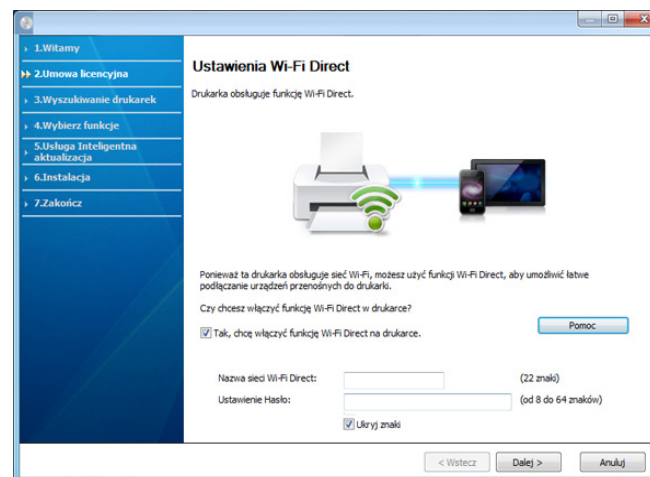 1.Witamy
2.Umowa licencyjna
3.Wyszukiwanie drukarek
4.Wybierz funkcje
5.Usługa Inteligentna
aktualizacja
6.Instalacja
7.Zakończ
Ustawienia Wi-Fi Direct
Drukarka obsługuje funkcję Wi-Fi Direct.
Ponieważ ta drukarka obsługuje sieć Wi-Fi, możesz użyć funkcji Wi-Fi Direct, aby umożliwić łatwe
podłączanie urządzeń przenośnych do drukarki.
Czy chcesz włączyć funkcję Wi-Fi Direct w drukarce?
Tak, chcę włączyć funkcję Wi-Fi Direct na drukarce.
Pomoc
Nazwa sieci Wi-Fi Direct: (22 znaki)
Ustawienie Hasło: (od 8 do 64 znaków)
Ukryj znaki
< Wstecz Dalej > Anuluj